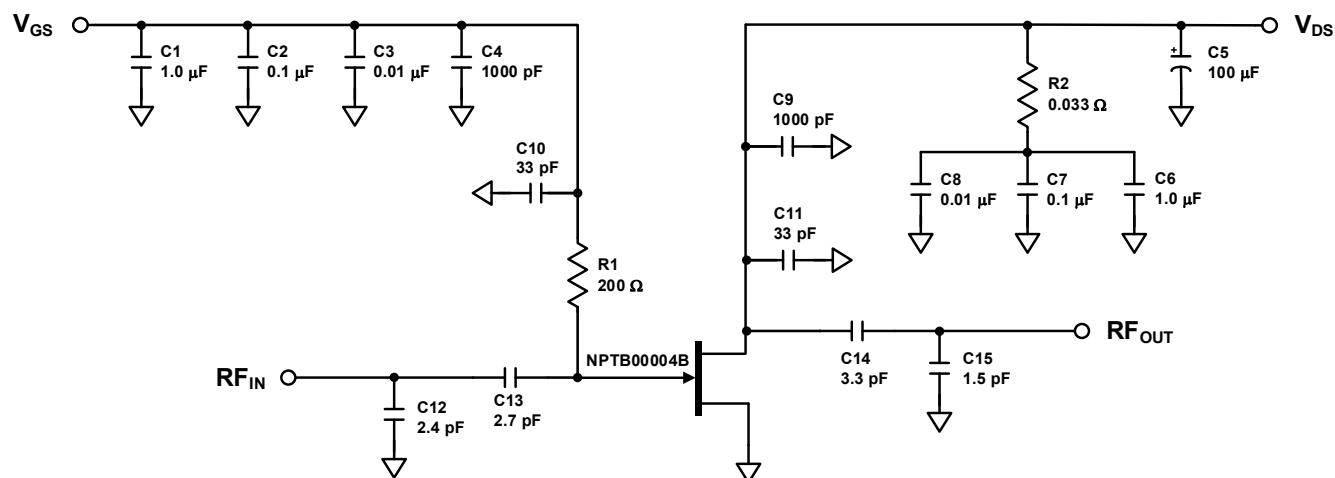 VGS
C1
1.0 μF
C2
0.1 μF
C3
0.01 μF
C4
1000 pF
VDS
+
C5
100 μF
R2
0.033 Ω
C9
1000 pF
C10
33 pF
C8
0.01 μF
C7
0.1 μF
C6
1.0 μF
C11
33 pF
R1
200 Ω
RFOUT
NPTB00004B
C14
3.3 pF
C15
1.5 pF
RFIN
C12
2.4 pF
C13
2.7 pF